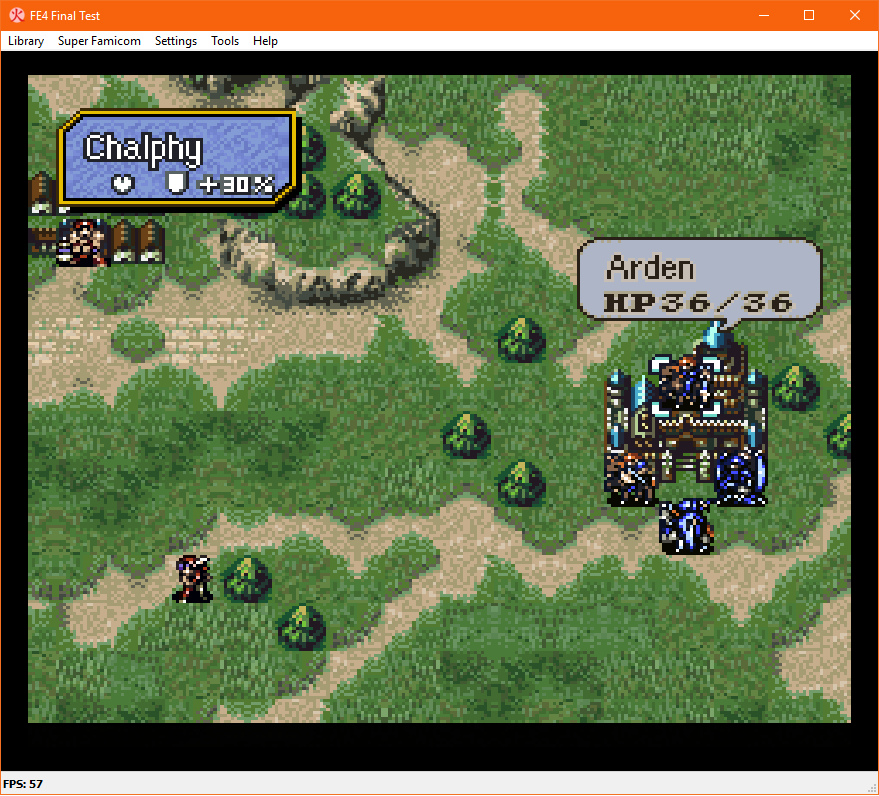 FE4 Final Test
Library Super Famicom Settings Tools Help
Chalphy
+30%
Arden
HP36/36
FPS: 57